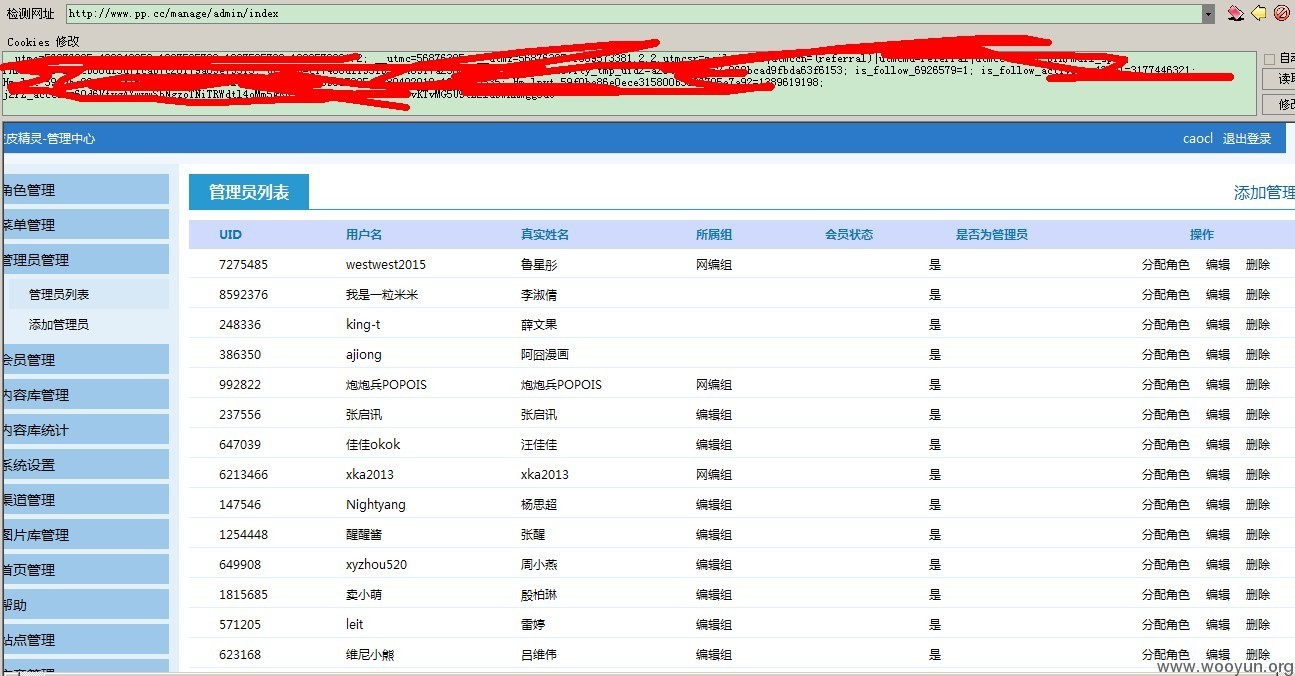 检测网址 http://www.pp.cc/manage/admin/index
Cookies 修改
is_follow_6926579=1;
皮精灵-管理中心 caocl 退出登录
角色管理
菜单管理
管理员管理
管理员列表
添加管理员
会员管理
内容库管理
内容库统计
系统设置
渠道管理
图片库管理
首页管理
帮助
站点管理
管理员列表 添加管理
UID 用户名 真实姓名 所属组 会员状态 是否为管理员 操作
7275485 westwest2015 鲁星彤 网编组 是 分配角色 编辑 删除
8592376 我是一粒米米 李淑倩 是 分配角色 编辑 删除
248336 king-t 薛文果 是 分配角色 编辑 删除
386350 ajiong 阿囧漫画 是 分配角色 编辑 删除
992822 炮炮兵POPOIS 炮炮兵POPOIS 网编组 是 分配角色 编辑 删除
237556 张启讯 张启讯 编辑组 是 分配角色 编辑 删除
647039 佳佳okok 汪佳佳 编辑组 是 分配角色 编辑 删除
6213466 xka2013 xka2013 网编组 是 分配角色 编辑 删除
147546 Nightyang 杨思超 编辑组 是 分配角色 编辑 删除
1254448 醒醒酱 张醒 编辑组 是 分配角色 编辑 删除
649908 xyzhou520 周小燕 编辑组 是 分配角色 编辑 删除
1815685 卖小萌 殷柏琳 编辑组 是 分配角色 编辑 删除
571205 leit 雷婷 编辑组 是 分配角色 编辑 删除
623168 维尼小熊 吕维伟 编辑组 是 分配角色 编辑 删除
www.wooyun.org